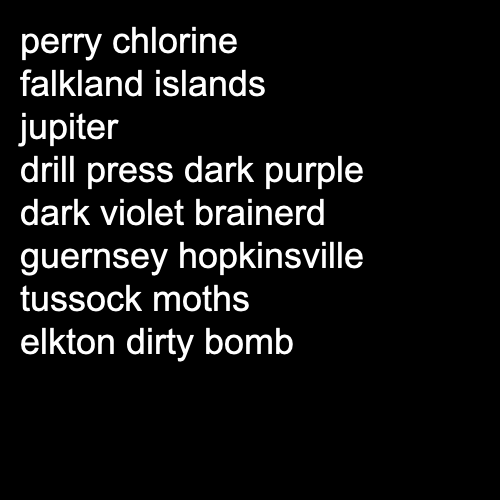 perry chlorine
falkland islands
jupiter
drill press dark purple
dark violet brainerd
guernsey hopkinsville
tussock moths
elkton dirty bomb